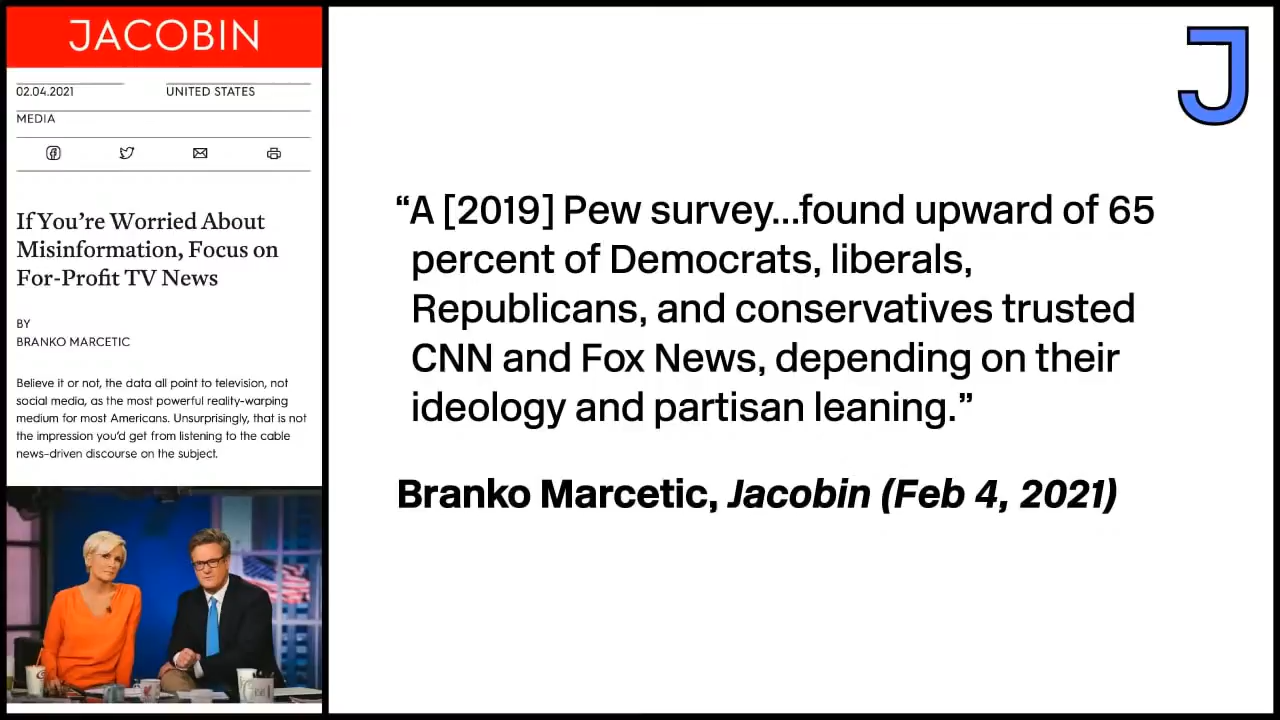 JACOBIN
02.04.2021 UNITED STATES
MEDIA
If You're Worried About
Misinformation, Focus on
For-Profit TV News
BY
BRANKO MARCETIC
Believe it or not, the data all point to television, not
social media, as the most powerful reality-warping
medium for most Americans. Unsurprisingly, that is not
the impression you'd get from listening to the cable
news-driven discourse on the subject.
J
“A [2019] Pew survey...found upward of 65
percent of Democrats, liberals,
Republicans, and conservatives trusted
CNN and Fox News, depending on their
ideology and partisan leaning.”
Branko Marcetic, Jacobin (Feb 4, 2021)